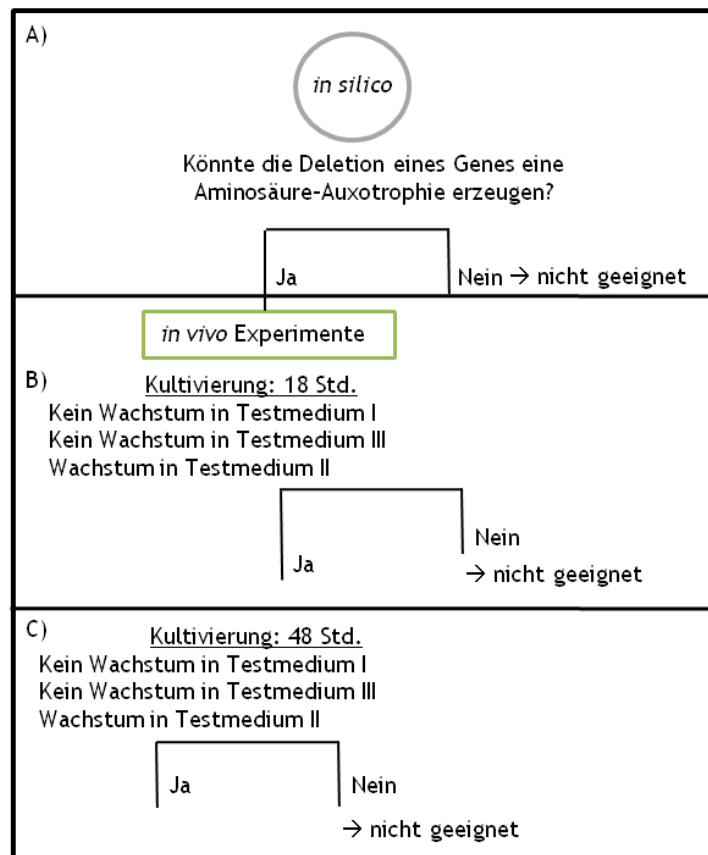 A)
in silico
Könnte die Deletion eines Genes eine
Aminosäure-Auxotrophie erzeugen?
Ja
Nein → nicht geeignet
in vivo Experimente
B)
Kultivierung: 18 Std.
Kein Wachstum in Testmedium I
Kein Wachstum in Testmedium III
Wachstum in Testmedium II
Nein
Ja
→ nicht geeignet
C)
Kultivierung: 48 Std.
Kein Wachstum in Testmedium I
Kein Wachstum in Testmedium III
Wachstum in Testmedium II
Ja
Nein
→ nicht geeignet